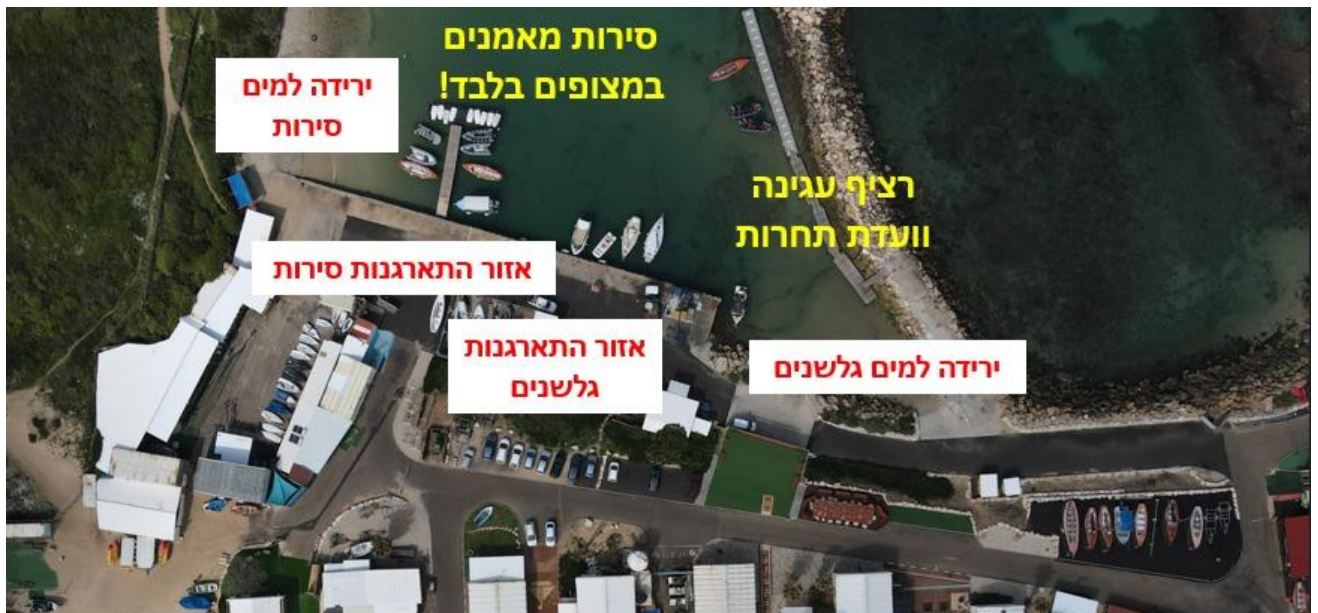 סירות מאמנים
במצופים בלבד!
ירידה למים
סירות
רציף עגינה
וועדת תחרות
אזור התארגנות סירות
אזור התארגנות
גלשנים
ירידה למים גלשנים